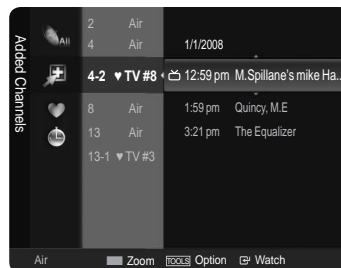 Added Channels
All
2 Air
4 Air 1/1/2008
4-2 ♥ TV #8 12:59 pm M.Spillane's mike Ha..
8 Air 1:59 pm Quincy, M.E
13 Air 3:21 pm The Equalizer
13-1 ♥ TV #3
Air Zoom TOOLS Option Watch